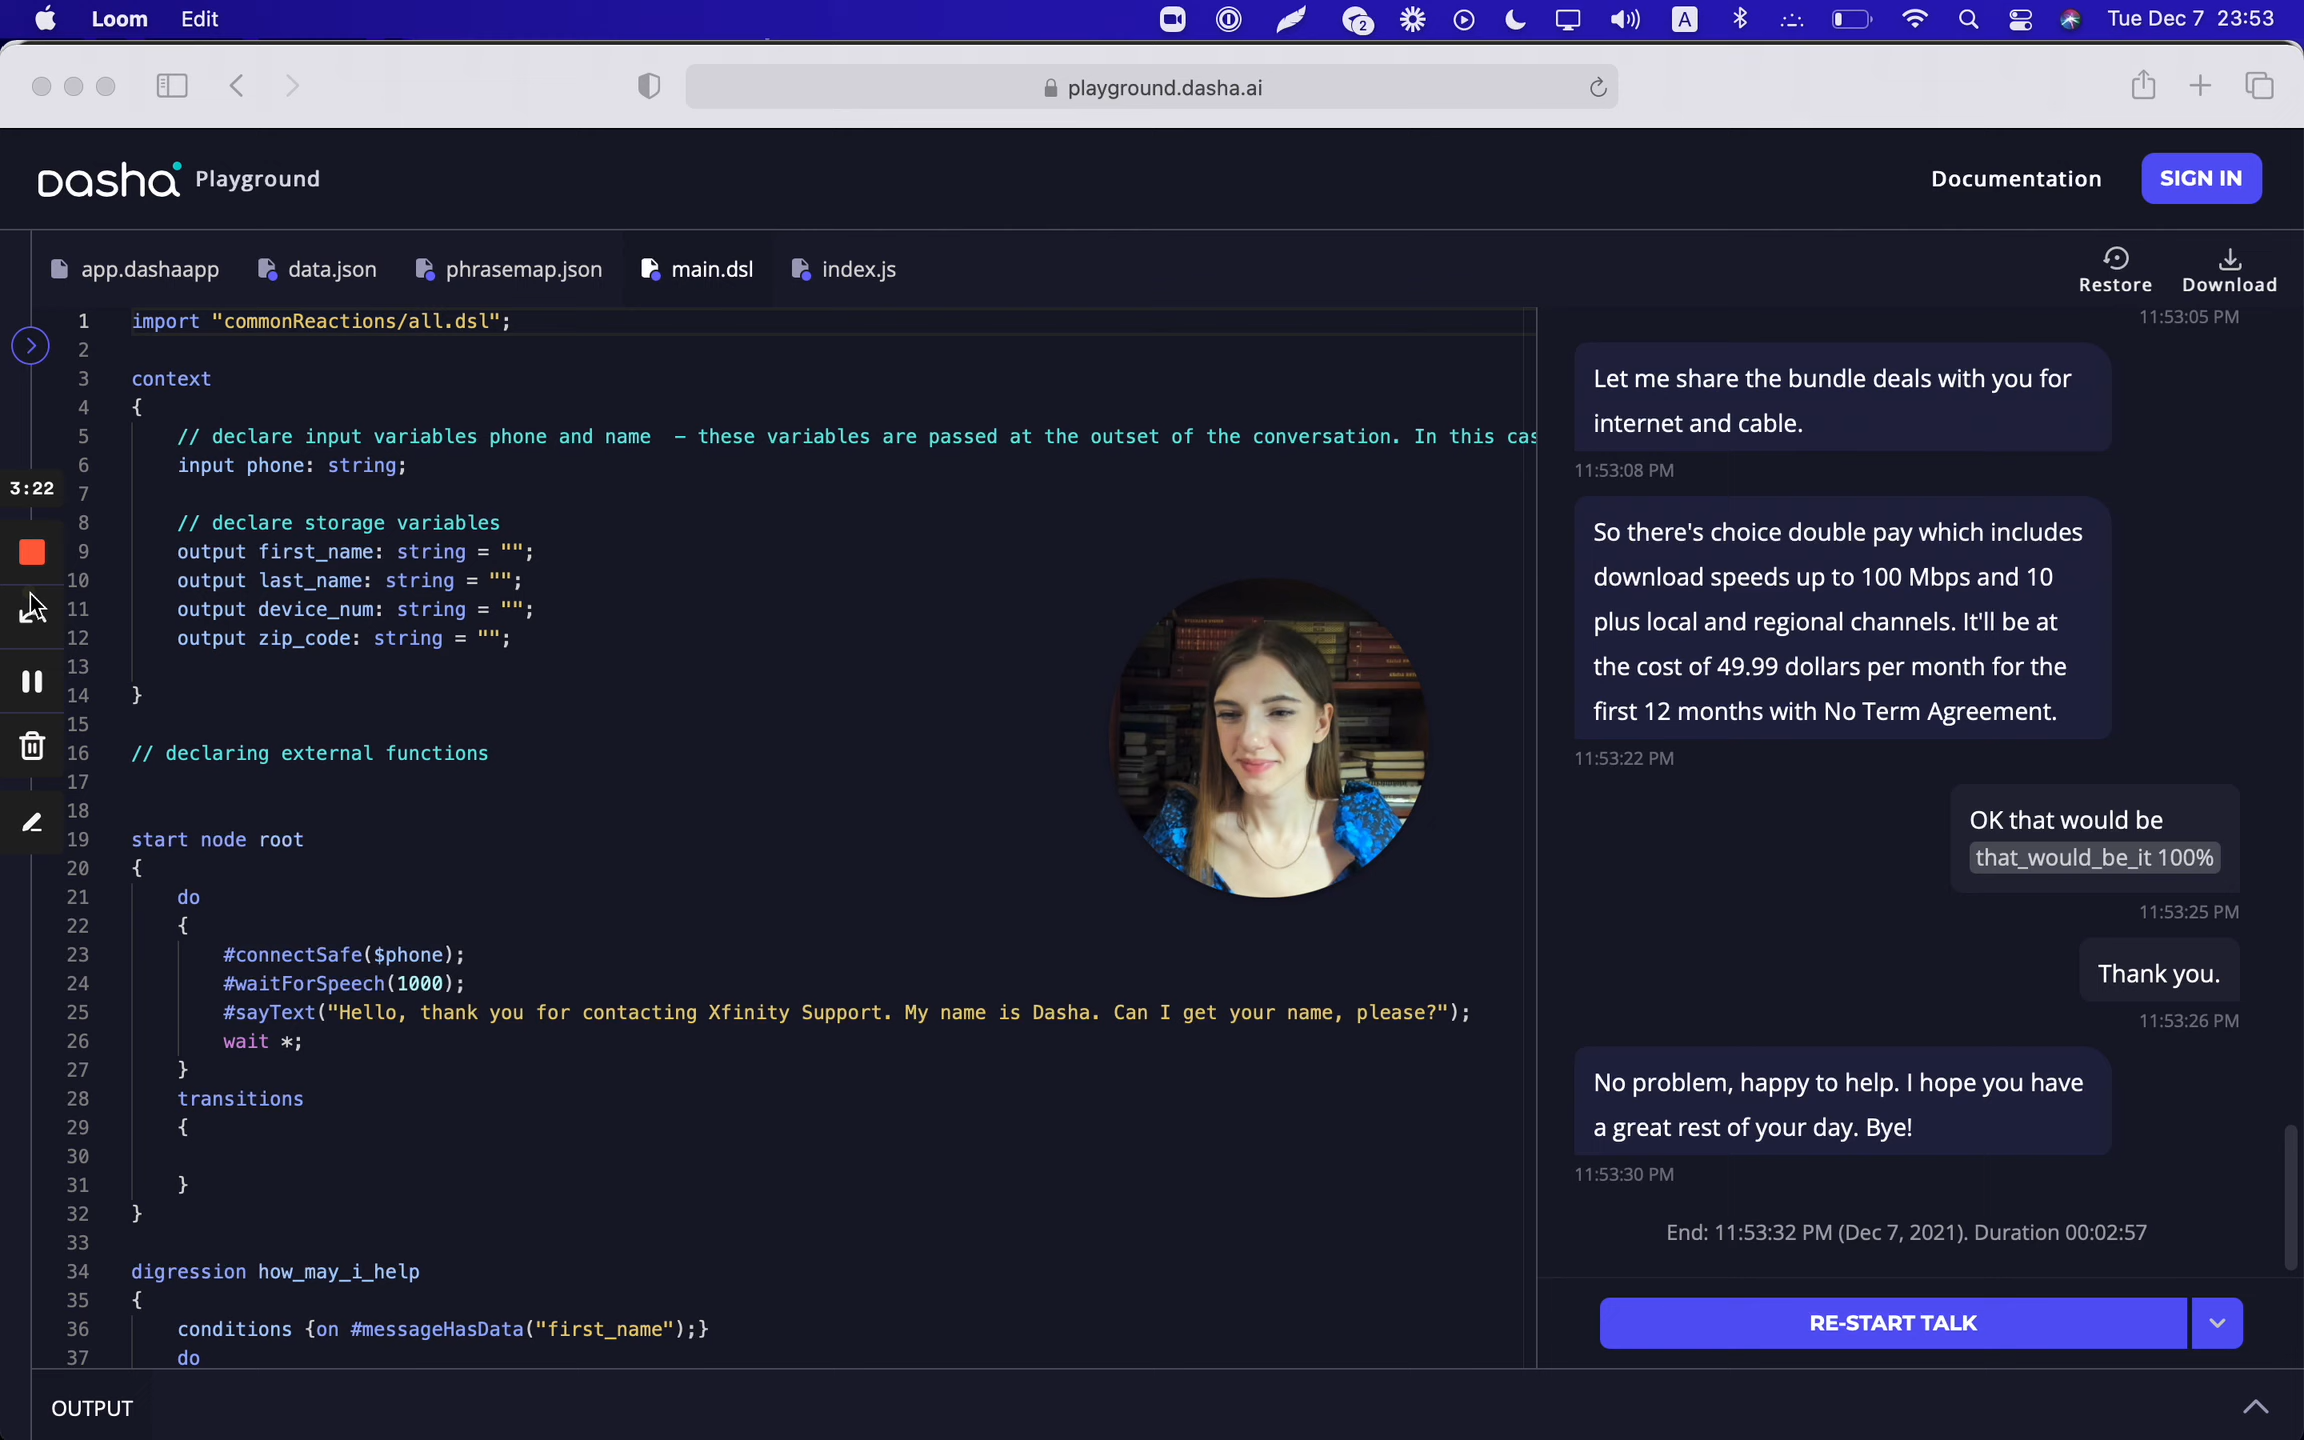 Loom Edit
2
A
Tue Dec 7 23:53
playground.dasha.ai
Dasha Playground
Documentation
SIGN IN
app.dashaapp
data.json
phrasemap.json
main.dsl
index.js
Restore
Download
3:22
1 import "commonReactions/all.dsl";
2
3 context
4 {
5 // declare input variables phone and name – these variables are passed at the outset of the conversation. In this cas
6 input phone: string;
7
8 // declare storage variables
9 output first_name: string = "";
10 output last_name: string = "";
11 output device_num: string = "";
12 output zip_code: string = "";
13
14 }
15
16 // declaring external functions
17
18
19 start node root
20 {
21 do
22 {
23 #connectSafe($phone);
24 #waitForSpeech(1000);
25 #sayText("Hello, thank you for contacting Xfinity Support. My name is Dasha. Can I get your name, please?");
26 wait *;
27 }
28 transitions
29 {
30
31 }
32 }
33
34 digression how_may_i_help
35 {
36 conditions {on #messageHasData("first_name");}
37 do
11:53:05 PM
Let me share the bundle deals with you for
internet and cable.
11:53:08 PM
So there's choice double pay which includes
download speeds up to 100 Mbps and 10
plus local and regional channels. It'll be at
the cost of 49.99 dollars per month for the
first 12 months with No Term Agreement.
11:53:22 PM
OK that would be
that_would_be_it 100%
11:53:25 PM
Thank you.
11:53:26 PM
No problem, happy to help. I hope you have
a great rest of your day. Bye!
11:53:30 PM
End: 11:53:32 PM (Dec 7, 2021). Duration 00:02:57
RE-START TALK
OUTPUT